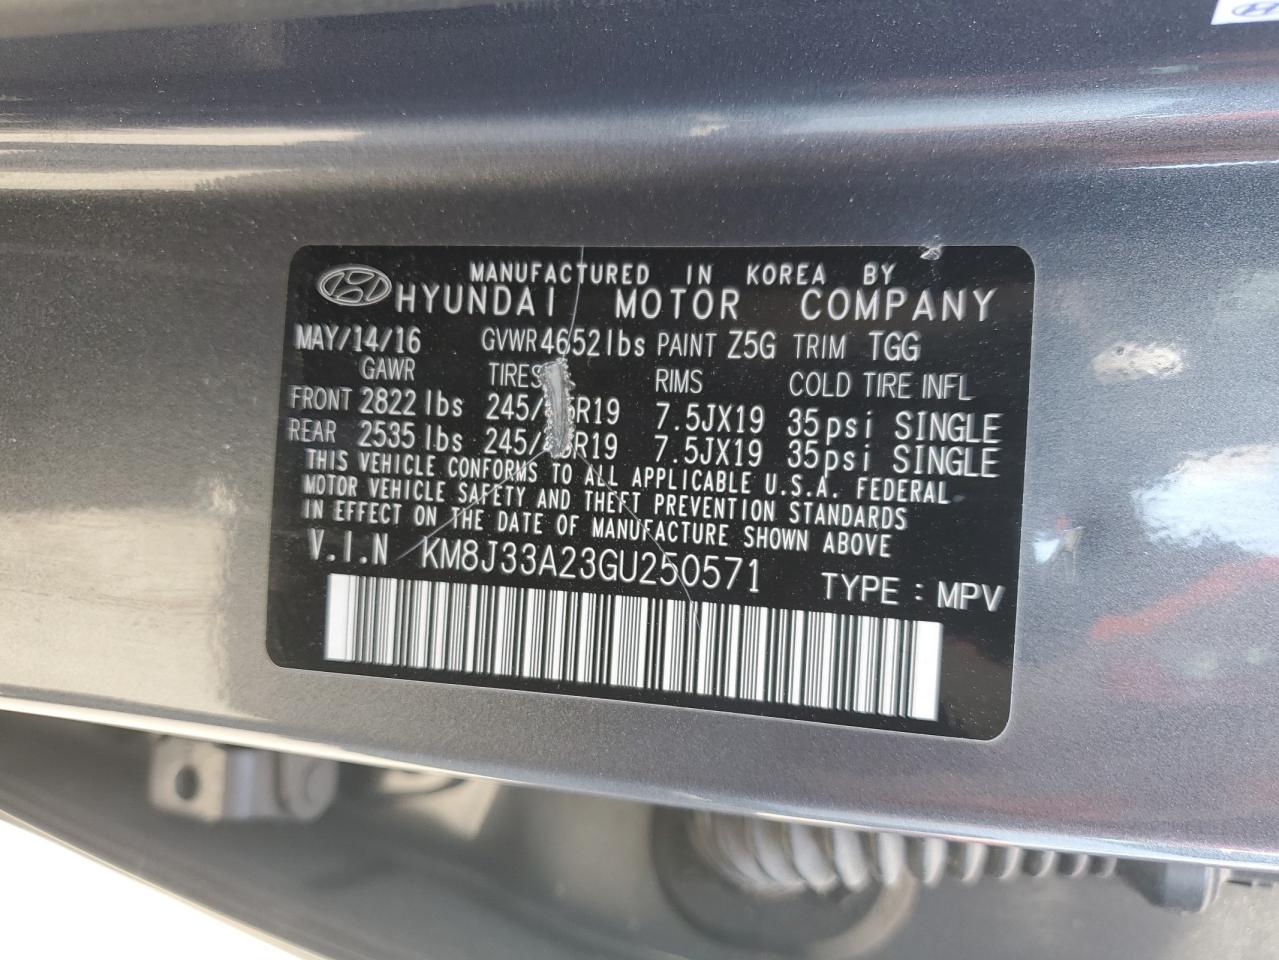 MANUFACTURED IN KOREA BY
HYUNDAI MOTOR COMPANY
MAY/14/16 GVWR 4652lbs PAINT Z5G TRIM TGG
GAWR TIRES RIMS COLD TIRE INFL
FRONT 2822 lbs 7.5JX19 35psi SINGLE
REAR 2535 lbs 7.5JX19 35psi SINGLE
THIS VEHICLE CONFORMS TO ALL APPLICABLE U.S.A. FEDERAL
MOTOR VEHICLE SAFETY AND THEFT PREVENTION STANDARDS
IN EFFECT ON THE DATE OF MANUFACTURE SHOWN ABOVE
V.I.N KM8J33A23GU250571 TYPE : MPV